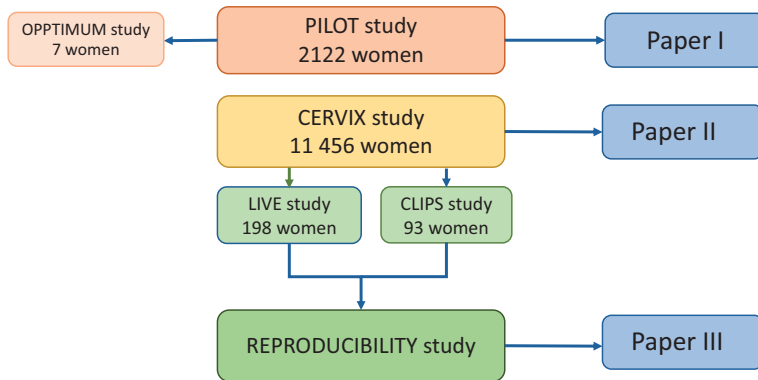 OPPTIMUM study
7 women
PILOT study
2122 women
Paper I
CERVIX study
11 456 women
Paper II
LIVE study
198 women
CLIPS study
93 women
REPRODUCIBILITY study
Paper III